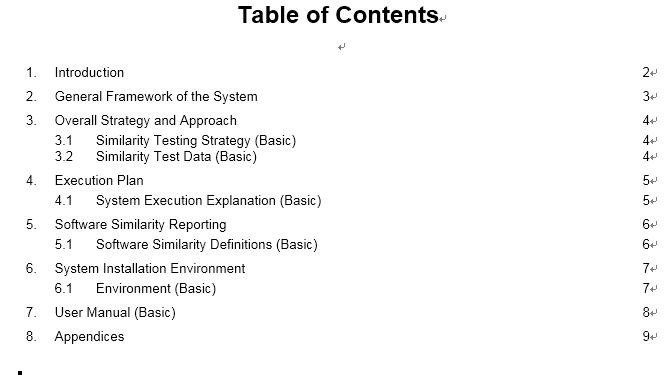 Table of Contents
1. Introduction 2
2. General Framework of the System 3
3. Overall Strategy and Approach 4
3.1 Similarity Testing Strategy (Basic) 4
3.2 Similarity Test Data (Basic) 4
4. Execution Plan 5
4.1 System Execution Explanation (Basic) 5
5. Software Similarity Reporting 6
5.1 Software Similarity Definitions (Basic) 6
6. System Installation Environment 7
6.1 Environment (Basic) 7
7. User Manual (Basic) 8
8. Appendices 9